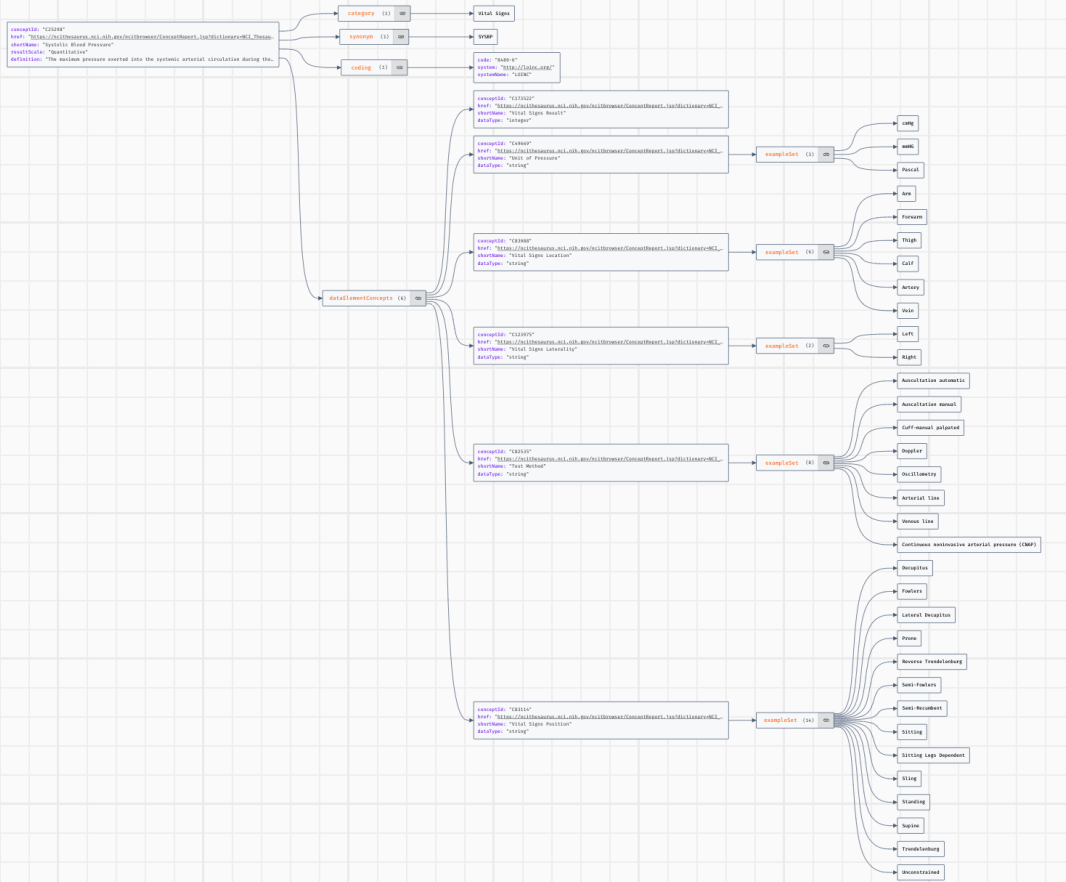 conceptId: "C25298"
href: "https://ncithesaurus.nci.nih.gov/ncitbrowser/ConceptReport.jsp?dictionary=NCI_Thesau…
shortName: "Systolic Blood Pressure"
resultScale: "Quantitative"
definition: "The maximum pressure exerted into the systemic arterial circulation during the…
category (1)
Vital Signs
synonym (1)
SYSBP
coding (1)
code: "8480-6"
system: "http://loinc.org/"
systemName: "LOINC"
dataElementConcepts (6)
conceptId: "C173522"
href: "https://ncithesaurus.nci.nih.gov/ncitbrowser/ConceptReport.jsp?dictionary=NCI_…
shortName: "Vital Signs Result"
dataType: "integer"
conceptId: "C49669"
href: "https://ncithesaurus.nci.nih.gov/ncitbrowser/ConceptReport.jsp?dictionary=NCI_…
shortName: "Unit of Pressure"
dataType: "string"
exampleSet (3)
cmHg
mmHG
Pascal
conceptId: "C83088"
href: "https://ncithesaurus.nci.nih.gov/ncitbrowser/ConceptReport.jsp?dictionary=NCI_…
shortName: "Vital Signs Location"
dataType: "string"
exampleSet (6)
Arm
Forearm
Thigh
Calf
Artery
Vein
conceptId: "C123975"
href: "https://ncithesaurus.nci.nih.gov/ncitbrowser/ConceptReport.jsp?dictionary=NCI_…
shortName: "Vital Signs Laterality"
dataType: "string"
exampleSet (2)
Left
Right
conceptId: "C82535"
href: "https://ncithesaurus.nci.nih.gov/ncitbrowser/ConceptReport.jsp?dictionary=NCI_…
shortName: "Test Method"
dataType: "string"
exampleSet (8)
Auscultation automatic
Auscultation manual
Cuff-manual palpated
Doppler
Oscillometry
Arterial line
Venous line
Continuous noninvasive arterial pressure (CNAP)
conceptId: "C83114"
href: "https://ncithesaurus.nci.nih.gov/ncitbrowser/ConceptReport.jsp?dictionary=NCI_…
shortName: "Vital Signs Position"
dataType: "string"
exampleSet (14)
Decupitus
Fowlers
Lateral Decupitus
Prone
Reverse Trendelenburg
Semi-Fowlers
Semi-Recumbent
Sitting
Sitting Legs Dependent
Sling
Standing
Supine
Trendelenburg
Unconstrained